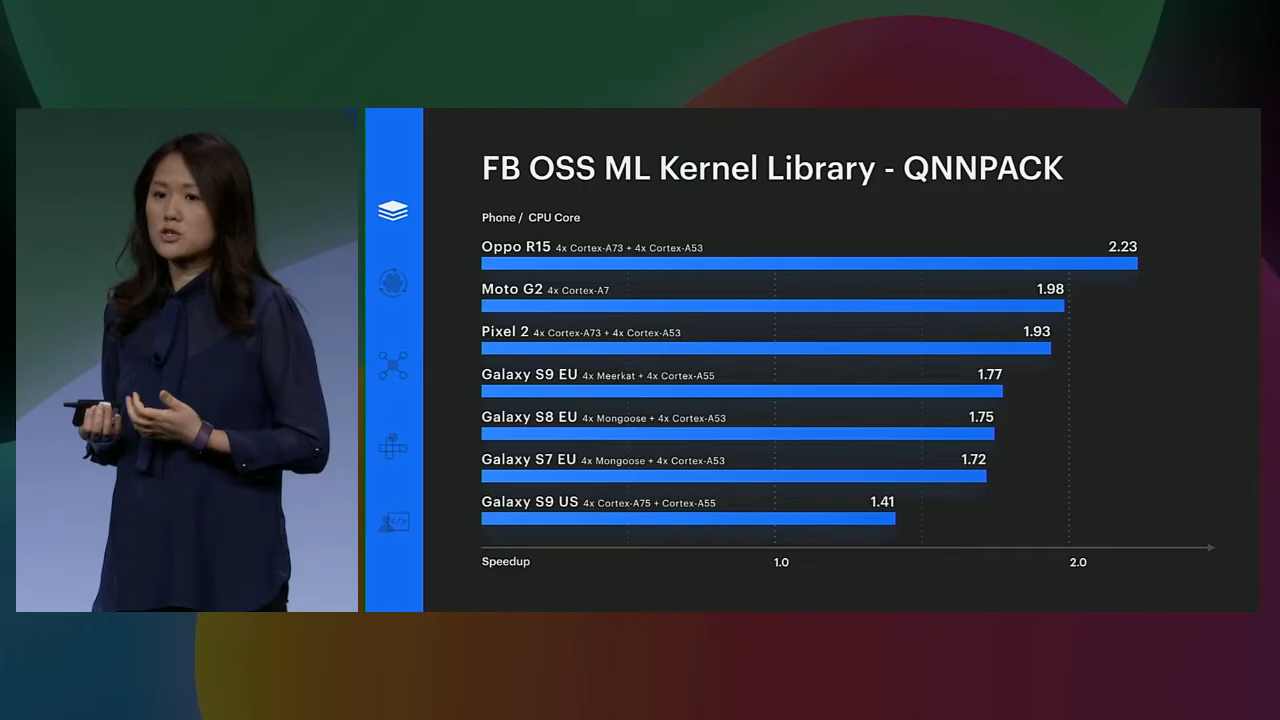 FB OSS ML Kernel Library - QNNPACK
Phone / CPU Core
Oppo R15 4x Cortex-A73 + 4x Cortex-A53 2.23
Moto G2 4x Cortex-A7 1.98
Pixel 2 4x Cortex-A73 + 4x Cortex-A53 1.93
Galaxy S9 EU 4x Meerkat + 4x Cortex-A55 1.77
Galaxy S8 EU 4x Mongoose + 4x Cortex-A53 1.75
Galaxy S7 EU 4x Mongoose + 4x Cortex-A53 1.72
Galaxy S9 US 4x Cortex-A75 + Cortex-A55 1.41
Speedup 1.0 2.0